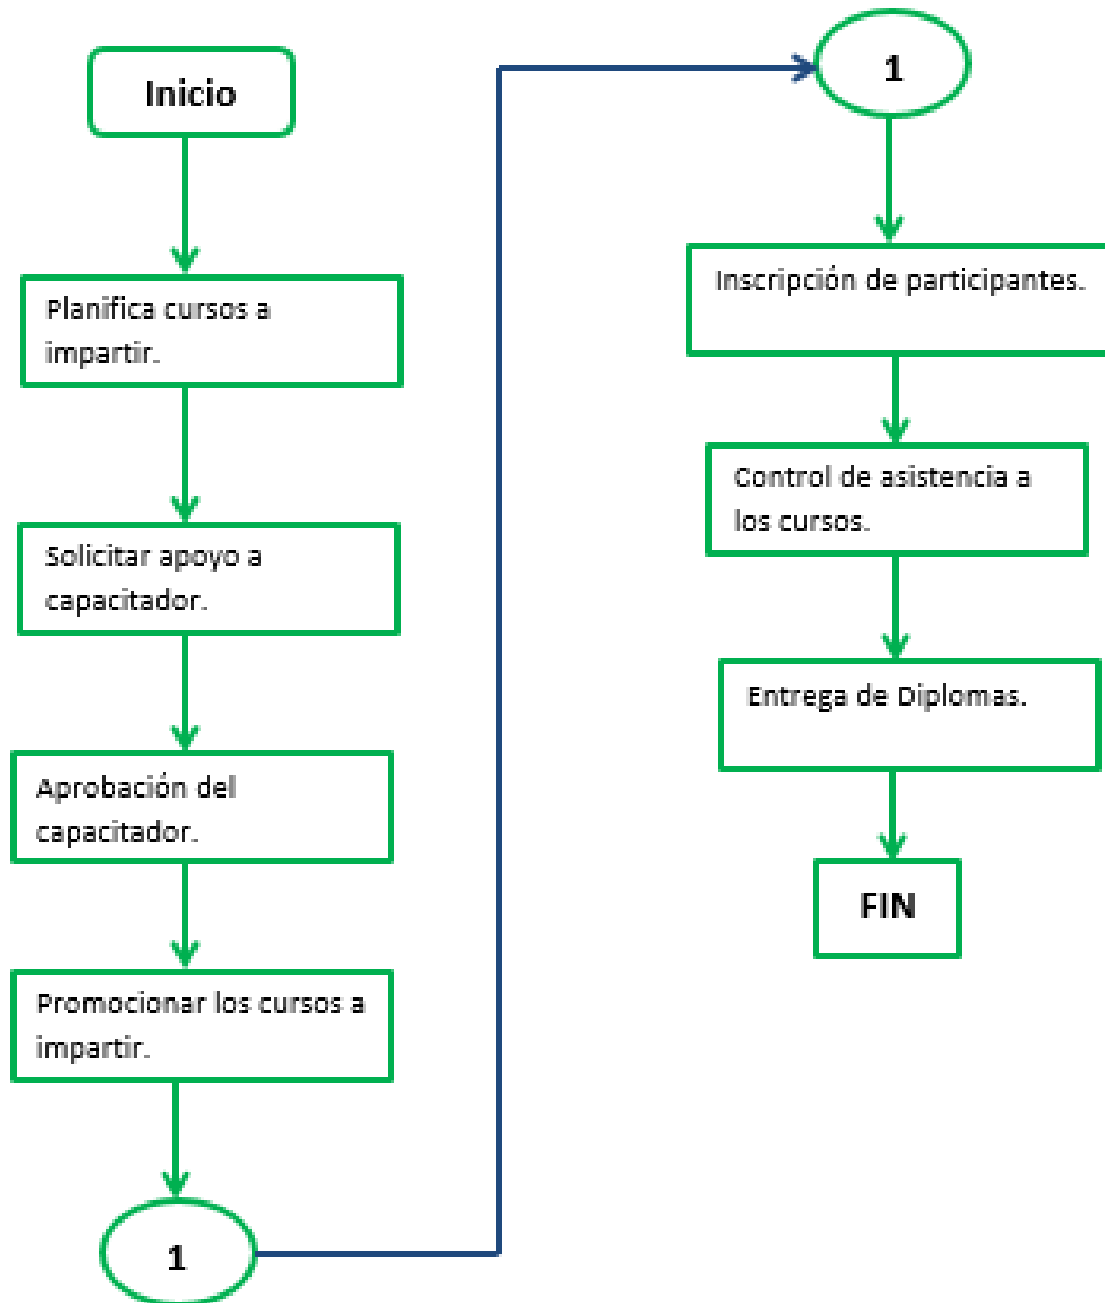 Inicio
Planifica cursos a
impartir.
Solicitar apoyo a
capacitador.
Aprobación del
capacitador.
Promocionar los cursos a
impartir.
1
1
Inscripción de participantes.
Control de asistencia a
los cursos.
Entrega de Diplomas.
FIN